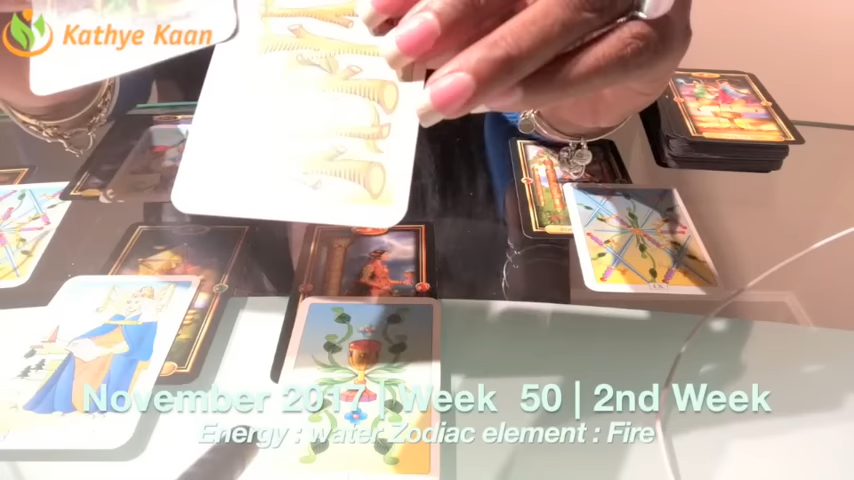 Kathye Kaan
November 2017 | Week 50 | 2nd Week
Energy : water Zodiac element : Fire